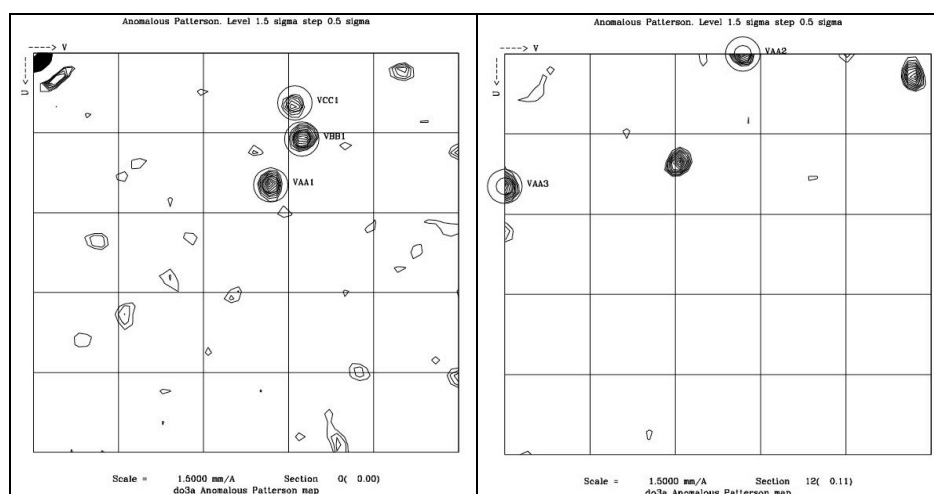 Anomalous Patterson. Level 1.5 sigma step 0.5 sigma
V
U
VCC1
VBB1
VAA1
Scale = 1.5000 mm/A Section 0( 0.00)
do3a Anomalous Patterson map
Anomalous Patterson. Level 1.5 sigma step 0.5 sigma
V
U
VAA2
VAA3
Scale = 1.5000 mm/A Section 12( 0.11)
do3a Anomalous Patterson map